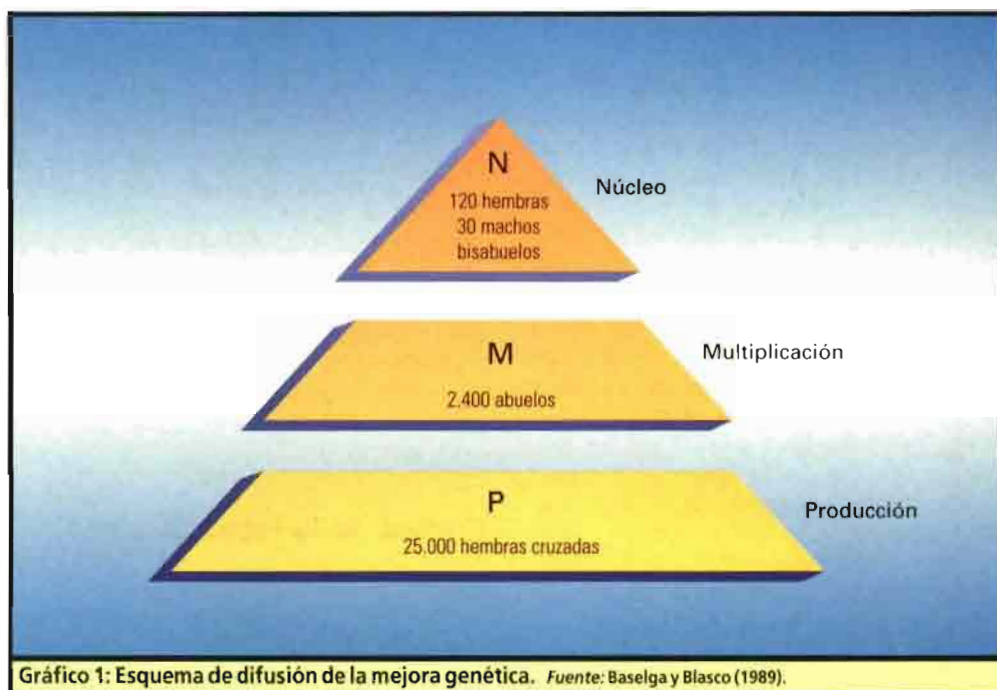 N
120 hembras
30 machos
bisabuelos
Núcleo
M
2.400 abuelos
Multiplicación
P
25.000 hembras cruzadas
Producción
Gráfico 1: Esquema de difusión de la mejora genética. Fuente: Baselga y Blasco (1989).